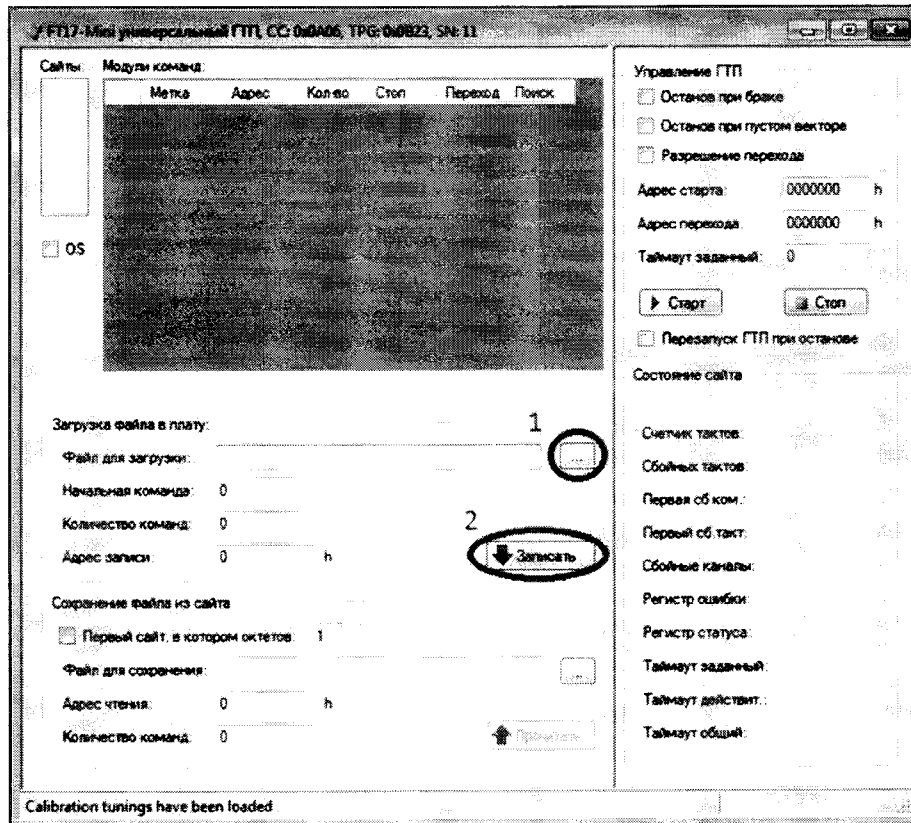 FT17-Mini универсальный ГТП, CC: 0x0A06, TPG: 0x0B23, SN: 11
Сайты: Модули команд:
Метка Адрес Кол-во Стоп Переход Поиск
OS
Загрузка файла в плату:
1
Файл для загрузки: ...
Начальная команда: 0
Количество команд: 0
2
Адрес записи: 0 h Записать
Сохранение файла из сайта
Первый сайт, в котором октетов: 1
Файл для сохранения: ...
Адрес чтения: 0 h
Количество команд: 0 Прочитать
Управление ГТП
Останов при браке
Останов при пустом векторе
Разрешение перехода
Адрес старта: 0000000 h
Адрес перехода: 0000000 h
Таймаут заданный: 0
Старт Стоп
Перезапуск ГТП при останове
Состояние сайта
Счетчик тактов:
Сбойных тактов:
Первая сб ком.:
Первый сб такт:
Сбойные каналы:
Регистр ошибки:
Регистр статуса:
Таймаут заданный:
Таймаут действит.:
Таймаут общий:
Calibration tunings have been loaded